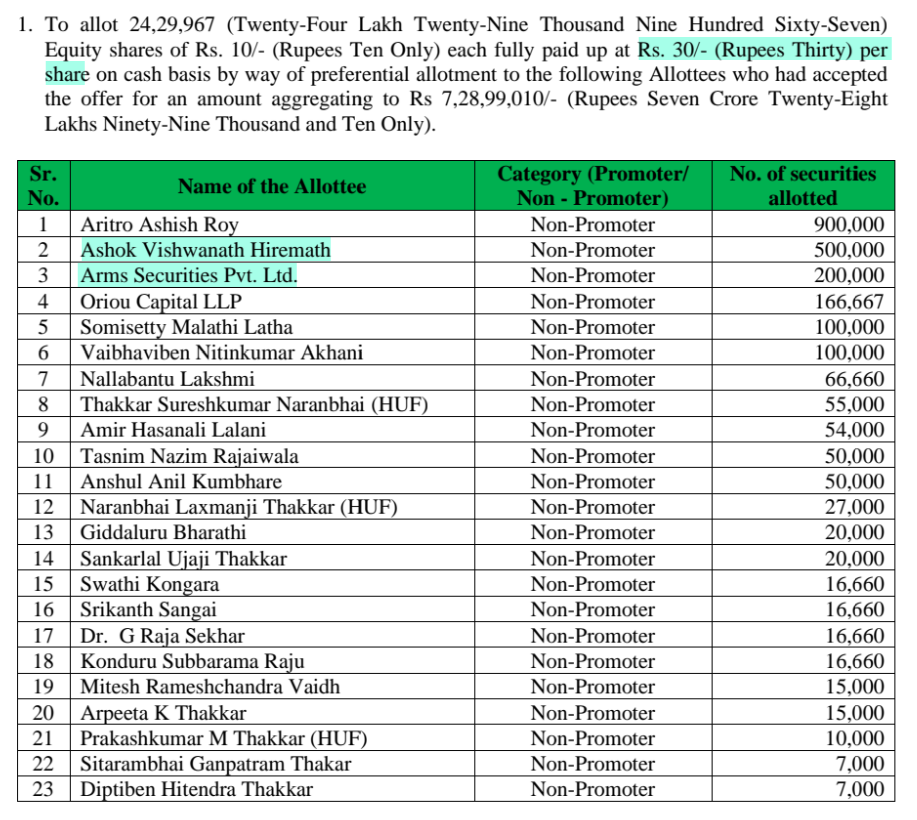 1. To allot 24,29,967 (Twenty-Four Lakh Twenty-Nine Thousand Nine Hundred Sixty-Seven)
Equity shares of Rs. 10/- (Rupees Ten Only) each fully paid up at Rs. 30/- (Rupees Thirty) per
share on cash basis by way of preferential allotment to the following Allottees who had accepted
the offer for an amount aggregating to Rs 7,28,99,010/- (Rupees Seven Crore Twenty-Eight
Lakhs Ninety-Nine Thousand and Ten Only).
Sr. No. Name of the Allottee Category (Promoter/ Non - Promoter) No. of securities allotted
1 Aritro Ashish Roy Non-Promoter 900,000
2 Ashok Vishwanath Hiremath Non-Promoter 500,000
3 Arms Securities Pvt. Ltd. Non-Promoter 200,000
4 Oriou Capital LLP Non-Promoter 166,667
5 Somisetty Malathi Latha Non-Promoter 100,000
6 Vaibhaviben Nitinkumar Akhani Non-Promoter 100,000
7 Nallabantu Lakshmi Non-Promoter 66,660
8 Thakkar Sureshkumar Naranbhai (HUF) Non-Promoter 55,000
9 Amir Hasanali Lalani Non-Promoter 54,000
10 Tasnim Nazim Rajaiwala Non-Promoter 50,000
11 Anshul Anil Kumbhare Non-Promoter 50,000
12 Naranbhai Laxmanji Thakkar (HUF) Non-Promoter 27,000
13 Giddaluru Bharathi Non-Promoter 20,000
14 Sankarlal Ujaji Thakkar Non-Promoter 20,000
15 Swathi Kongara Non-Promoter 16,660
16 Srikanth Sangai Non-Promoter 16,660
17 Dr. G Raja Sekhar Non-Promoter 16,660
18 Konduru Subbarama Raju Non-Promoter 16,660
19 Mitesh Rameshchandra Vaidh Non-Promoter 15,000
20 Arpeeta K Thakkar Non-Promoter 15,000
21 Prakashkumar M Thakkar (HUF) Non-Promoter 10,000
22 Sitarambhai Ganpatram Thakar Non-Promoter 7,000
23 Diptiben Hitendra Thakkar Non-Promoter 7,000